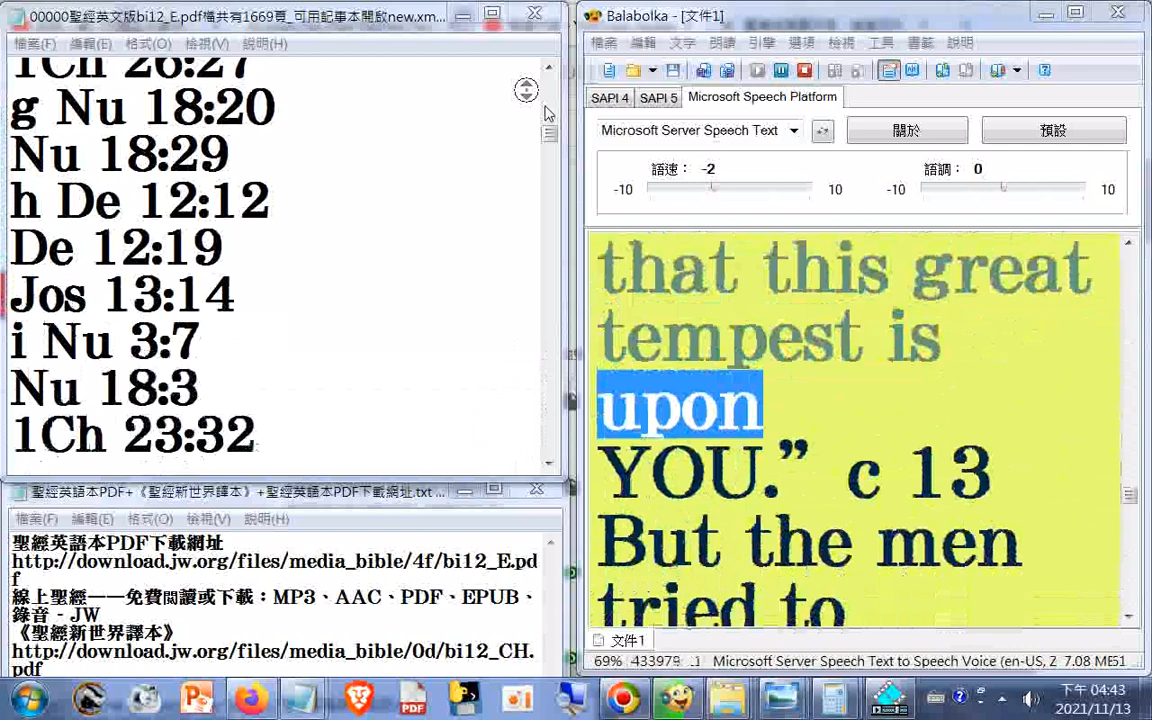 00000聖經英文版bi12_E.pdf檔共有1669頁_可用記事本開啟new.xm...
檔案(F) 編輯(E) 格式(O) 檢視(V) 說明(H)
1Ch 26:27
g Nu 18:20
Nu 18:29
h De 12:12
De 12:19
Jos 13:14
i Nu 3:7
Nu 18:3
1Ch 23:32
聖經英語本PDF+《聖經新世界譯本》+聖經英語本PDF下載網址.txt ...
檔案(F) 編輯(E) 格式(O) 檢視(V) 說明(H)
聖經英語本PDF下載網址
http://download.jw.org/files/media_bible/4f/bi12_E.pd
f
線上聖經——免費閱讀或下載：MP3、AAC、PDF、EPUB、
錄音 - JW
《聖經新世界譯本》
http://download.jw.org/files/media_bible/0d/bi12_CH.
pdf
Balabolka - [文件1]
檔案 編輯 文字 朗讀 引擎 選項 檢視 工具 書籤 說明
SAPI 4 SAPI 5 Microsoft Speech Platform
Microsoft Server Speech Text 關於 預設
語速： -2 語調： 0
-10 10 -10 10
that this great
tempest is
upon
YOU.” c 13
But the men
tried to
文件1
69% 433979 Microsoft Server Speech Text to Speech Voice (en-US, Z 7.08 ME51
PDF
下午 04:43
2021/11/13